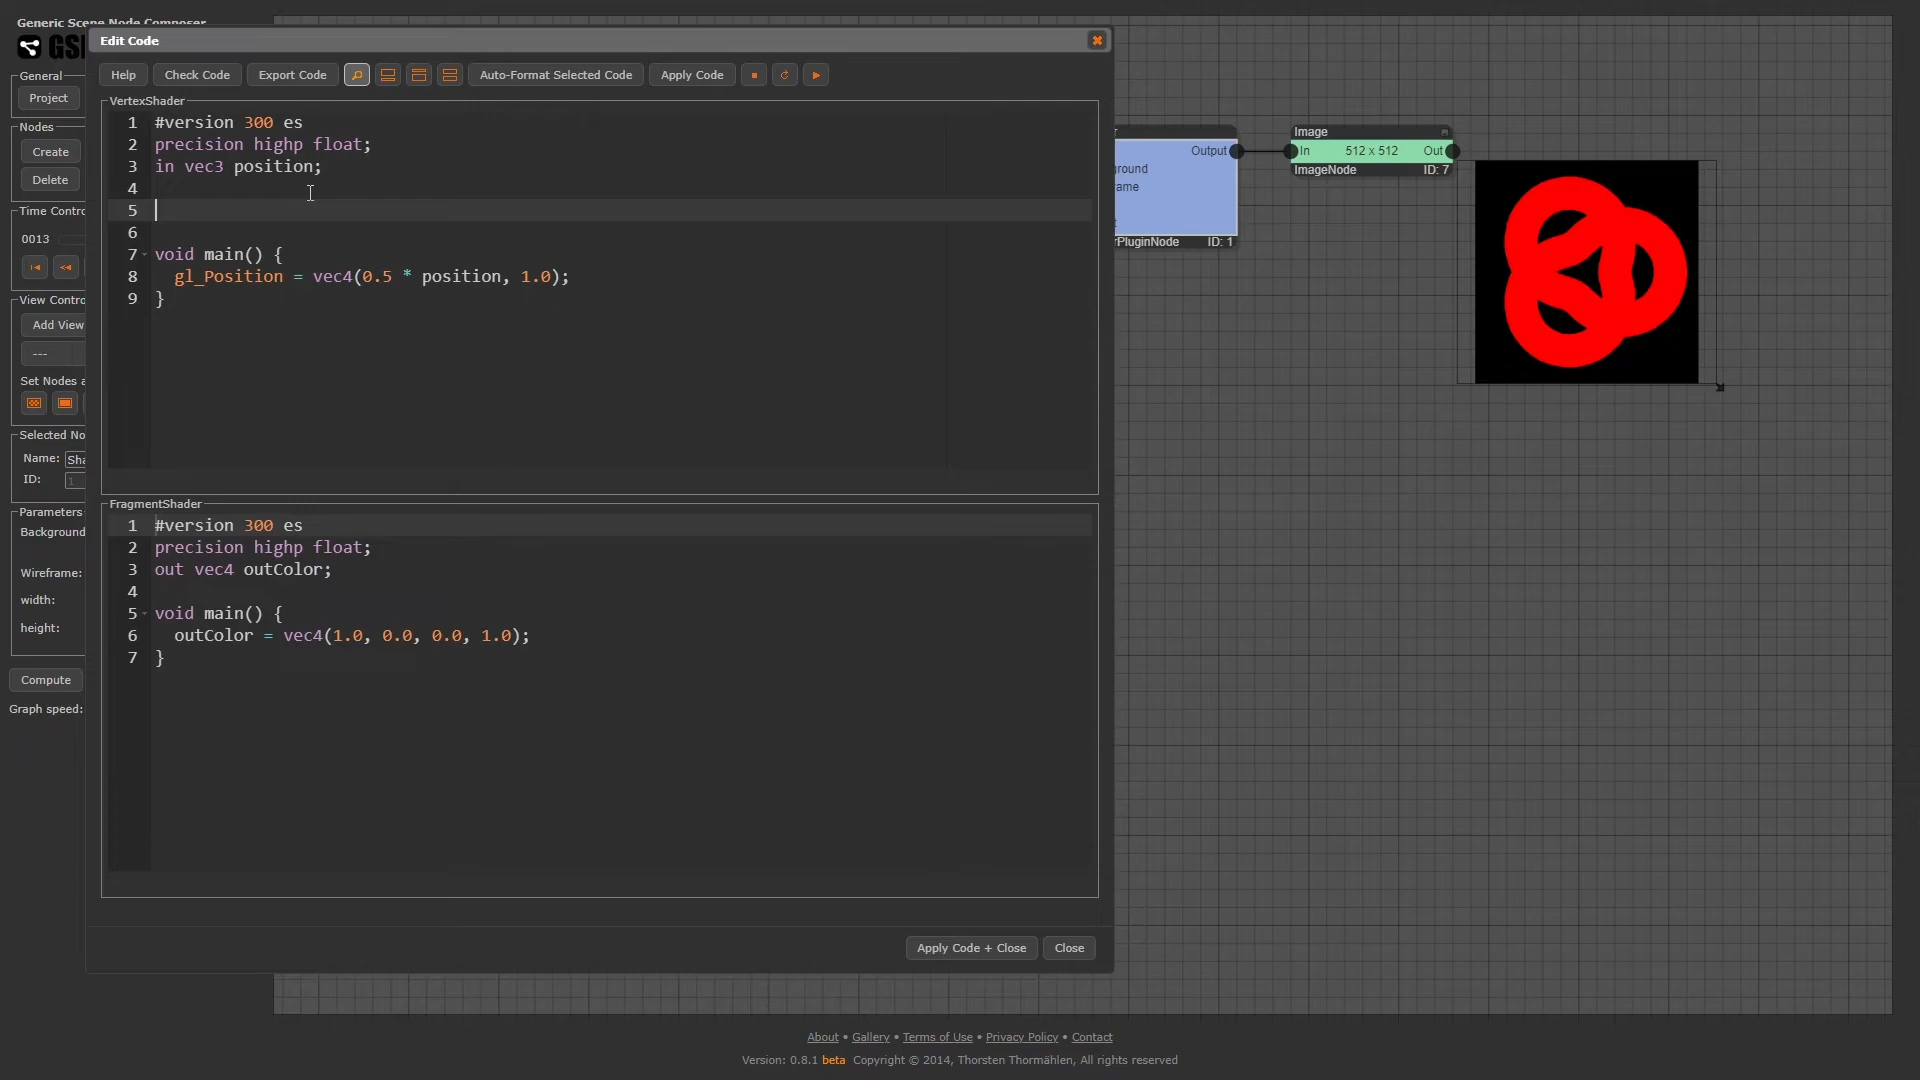 Generic Scene Node Composer
Edit Code
Help
Check Code
Export Code
Auto-Format Selected Code
Apply Code
General
Project
Nodes
Create
Delete
Time Contro
0013
View Contro
Add View
---
Set Nodes a
Selected No
Name: Sha
ID: 1
Parameters
Background
Wireframe:
width:
height:
Compute
Graph speed:
VertexShader
1 #version 300 es
2 precision highp float;
3 in vec3 position;
4
5
6
7 void main() {
8 gl_Position = vec4(0.5 * position, 1.0);
9 }
FragmentShader
1 #version 300 es
2 precision highp float;
3 out vec4 outColor;
4
5 void main() {
6 outColor = vec4(1.0, 0.0, 0.0, 1.0);
7 }
Apply Code + Close
Close
Output
round
ame
rPluginNode ID: 1
Image
In 512 x 512 Out
ImageNode ID: 7
About • Gallery • Terms of Use • Privacy Policy • Contact
Version: 0.8.1 beta Copyright © 2014, Thorsten Thormählen, All rights reserved